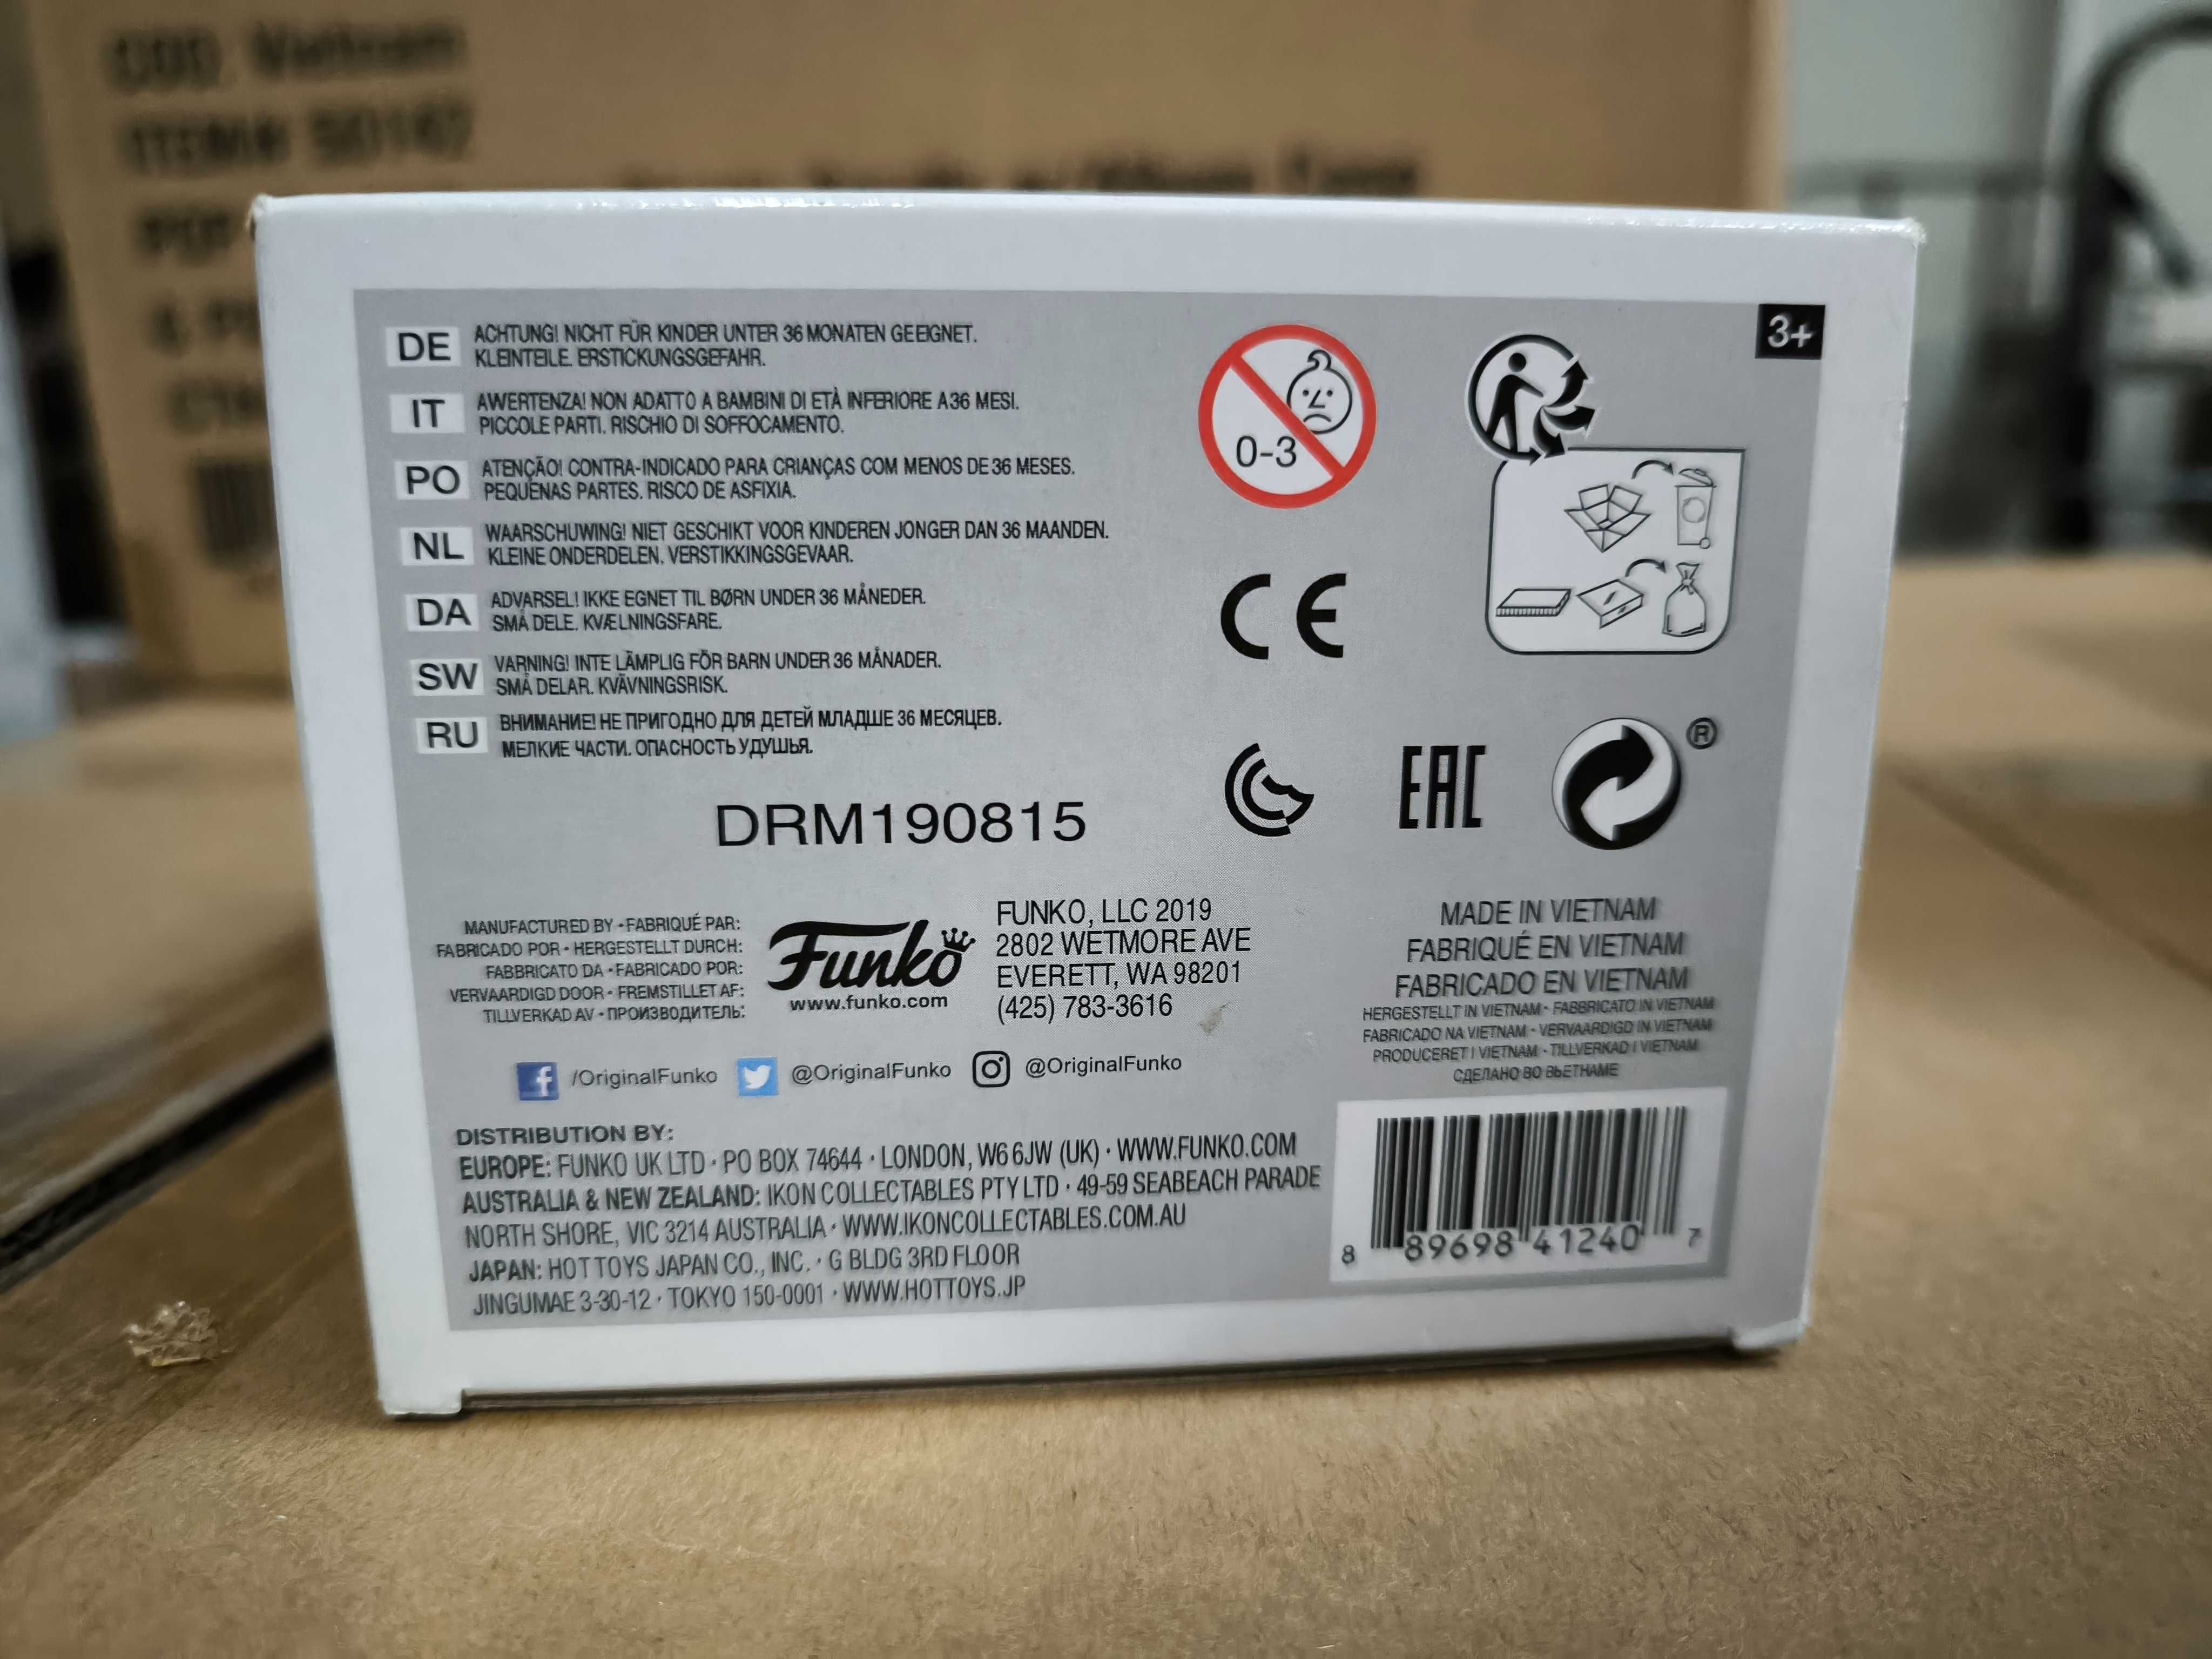 COO: Vietnam
ITEM# 50142
POP
3+
DE ACHTUNG! NICHT FÜR KINDER UNTER 36 MONATEN GEEIGNET.
KLEINTEILE. ERSTICKUNGSGEFAHR.
IT AWERTENZA! NON ADATTO A BAMBINI DI ETÀ INFERIORE A36 MESI.
PICCOLE PARTI. RISCHIO DI SOFFOCAMENTO.
PO ATENÇÃO! CONTRA-INDICADO PARA CRIANÇAS COM MENOS DE 36 MESES.
PEQUENAS PARTES. RISCO DE ASFIXIA.
NL WAARSCHUWING! NIET GESCHIKT VOOR KINDEREN JONGER DAN 36 MAANDEN.
KLEINE ONDERDELEN. VERSTIKKINGSGEVAAR.
DA ADVARSEL! IKKE EGNET TIL BØRN UNDER 36 MÅNEDER.
SMÅ DELE. KVÆLNINGSFARE.
SW VARNING! INTE LÄMPLIG FÖR BARN UNDER 36 MÅNADER.
SMÅ DELAR. KVÄVNINGSRISK.
RU ВНИМАНИЕ! НЕ ПРИГОДНО ДЛЯ ДЕТЕЙ МЛАДШЕ 36 МЕСЯЦЕВ.
МЕЛКИЕ ЧАСТИ. ОПАСНОСТЬ УДУШЬЯ.
0-3
CE
EAC
®
DRM190815
MANUFACTURED BY • FABRIQUÉ PAR:
FABRICADO POR • HERGESTELLT DURCH:
FABBRICATO DA • FABRICADO POR:
VERVAARDIGD DOOR • FREMSTILLET AF:
TILLVERKAD AV • ПРОИЗВОДИТЕЛЬ:
Funko
www.funko.com
FUNKO, LLC 2019
2802 WETMORE AVE
EVERETT, WA 98201
(425) 783-3616
MADE IN VIETNAM
FABRIQUÉ EN VIETNAM
FABRICADO EN VIETNAM
HERGESTELLT IN VIETNAM • FABBRICATO IN VIETNAM
FABRICADO NA VIETNAM • VERVAARDIGD IN VIETNAM
PRODUCERET I VIETNAM • TILLVERKAD I VIETNAM
СДЕЛАНО ВО ВЬЕТНАМЕ
/OriginalFunko @OriginalFunko @OriginalFunko
DISTRIBUTION BY:
EUROPE: FUNKO UK LTD • PO BOX 74644 • LONDON, W6 6JW (UK) • WWW.FUNKO.COM
AUSTRALIA & NEW ZEALAND: IKON COLLECTABLES PTY LTD • 49-59 SEABEACH PARADE
NORTH SHORE, VIC 3214 AUSTRALIA • WWW.IKONCOLLECTABLES.COM.AU
JAPAN: HOT TOYS JAPAN CO., INC. • G BLDG 3RD FLOOR
JINGUMAE 3-30-12 • TOKYO 150-0001 • WWW.HOTTOYS.JP
8 89698 41240 7